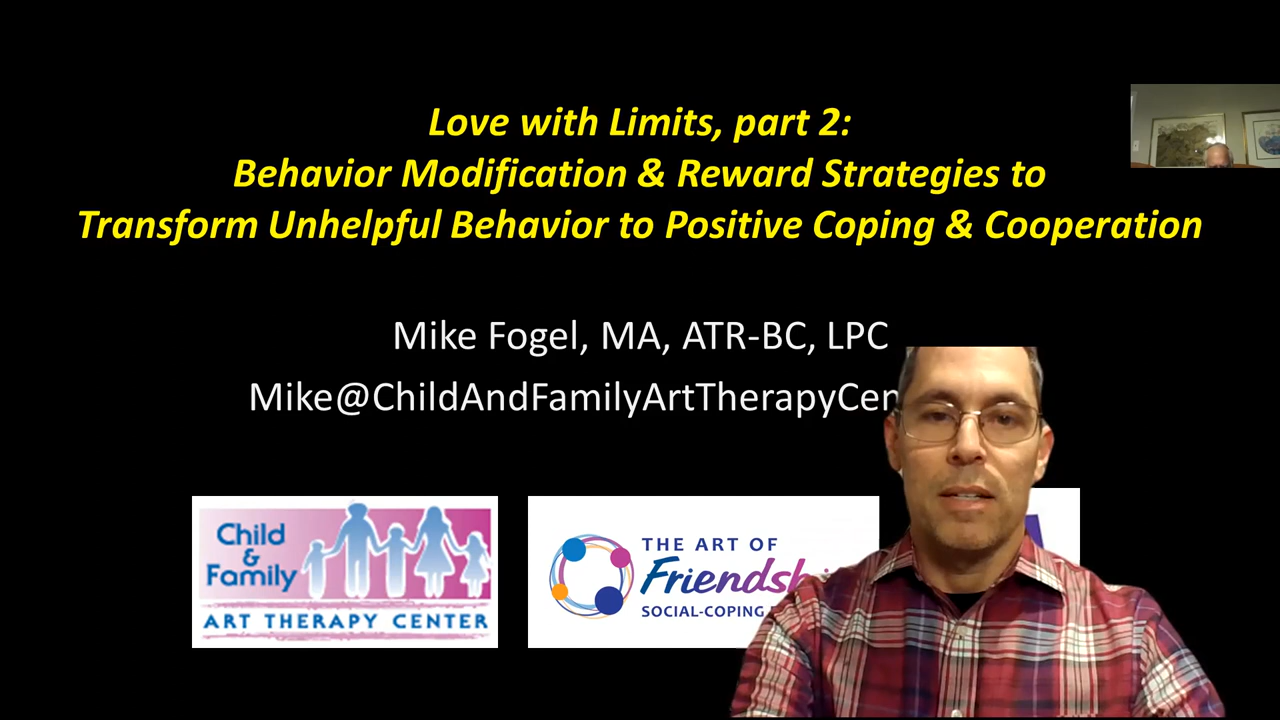 Love with Limits, part 2:
Behavior Modification & Reward Strategies to
Transform Unhelpful Behavior to Positive Coping & Cooperation
Mike Fogel, MA, ATR-BC, LPC
Mike@ChildAndFamilyArtTherapyCen
Child
&
Family
ART THERAPY CENTER
THE ART OF
Friendshi
SOCIAL-COPING